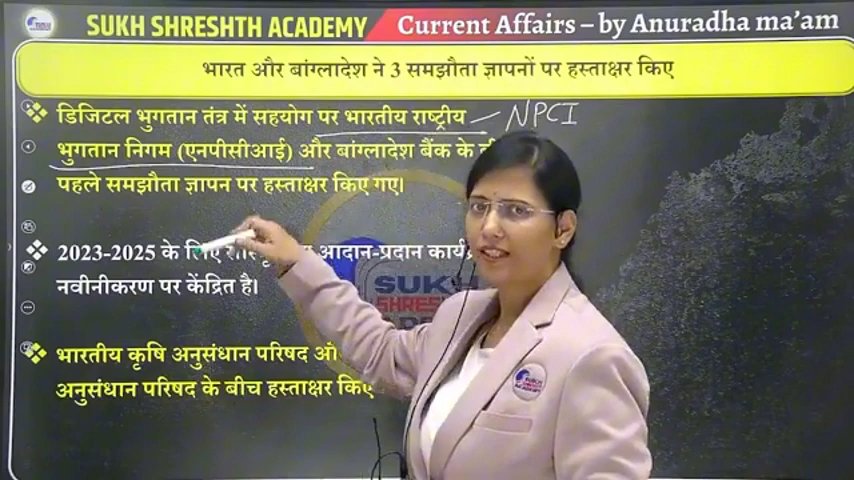 SUKH SHRESHTH ACADEMY
Current Affairs – by Anuradha ma'am
भारत और बांग्लादेश ने 3 समझौता ज्ञापनों पर हस्ताक्षर किए
डिजिटल भुगतान तंत्र में सहयोग पर भारतीय राष्ट्रीय – NPCI
भुगतान निगम (एनपीसीआई) और बांग्लादेश बैंक के
पहले समझौता ज्ञापन पर हस्ताक्षर किए गए।
2023-2025 के लिए आदान-प्रदान
नवीनीकरण पर केंद्रित है।
SUKH
भारतीय कृषि अनुसंधान परिषद
अनुसंधान परिषद के बीच हस्ताक्षर किए